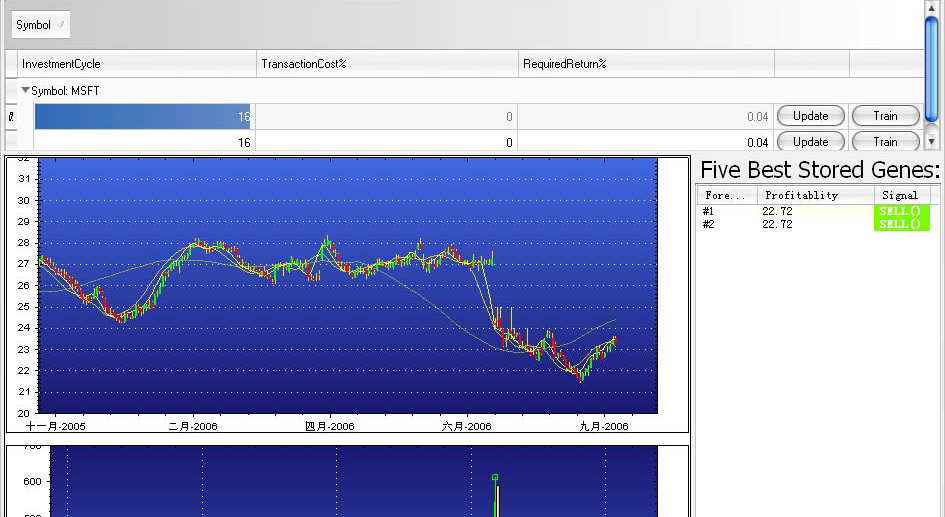 Symbol
InvestmentCycle TransactionCost% RequiredReturn%
Symbol: MSFT
16 0 0.04 Update Train
16 0 0.04 Update Train
32
31
30
29
28
27
26
25
24
23
22
21
20
十一月-2005 二月-2006 四月-2006 六月-2006 九月-2006
700
600
500
Five Best Stored Genes:
Fore... Profitablity Signal
#1 22.72 SELL()
#2 22.72 SELL()